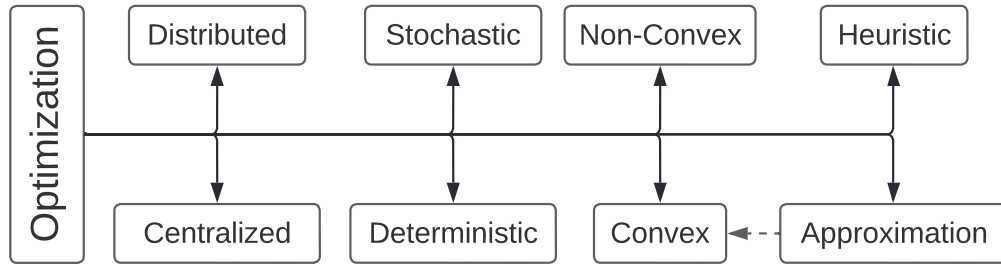 Optimization
Distributed
Stochastic
Non-Convex
Heuristic
Centralized
Deterministic
Convex
Approximation